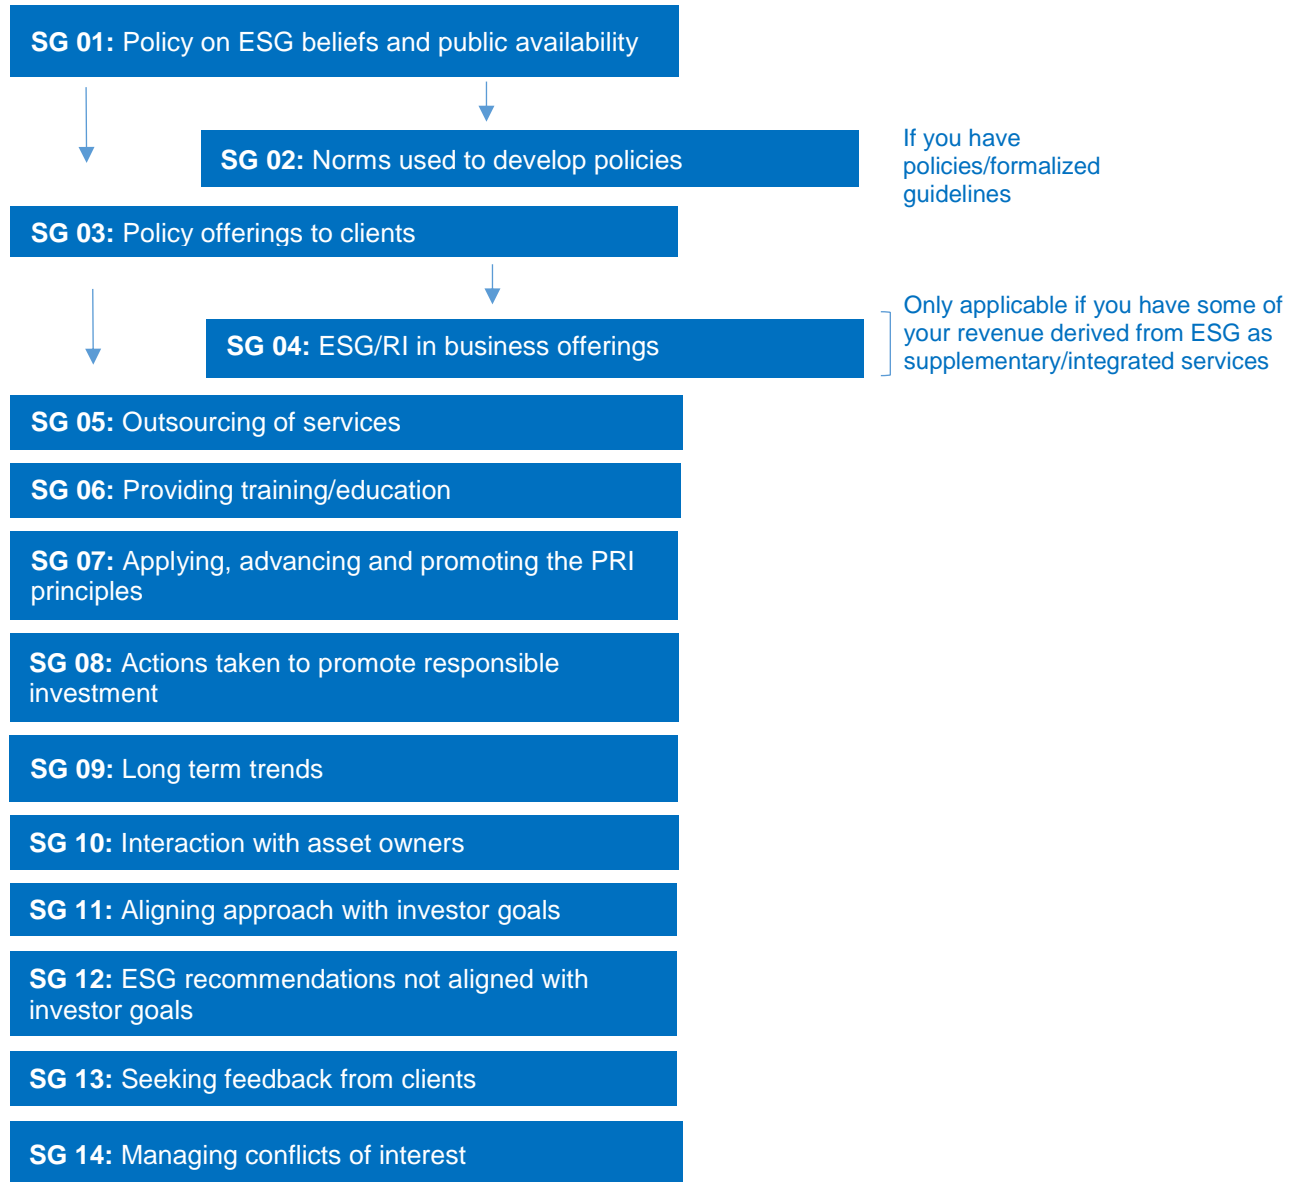 SG 01: Policy on ESG beliefs and public availability
SG 02: Norms used to develop policies
If you have
policies/formalized
guidelines
SG 03: Policy offerings to clients
SG 04: ESG/RI in business offerings
Only applicable if you have some of
your revenue derived from ESG as
supplementary/integrated services
SG 05: Outsourcing of services
SG 06: Providing training/education
SG 07: Applying, advancing and promoting the PRI
principles
SG 08: Actions taken to promote responsible
investment
SG 09: Long term trends
SG 10: Interaction with asset owners
SG 11: Aligning approach with investor goals
SG 12: ESG recommendations not aligned with
investor goals
SG 13: Seeking feedback from clients
SG 14: Managing conflicts of interest